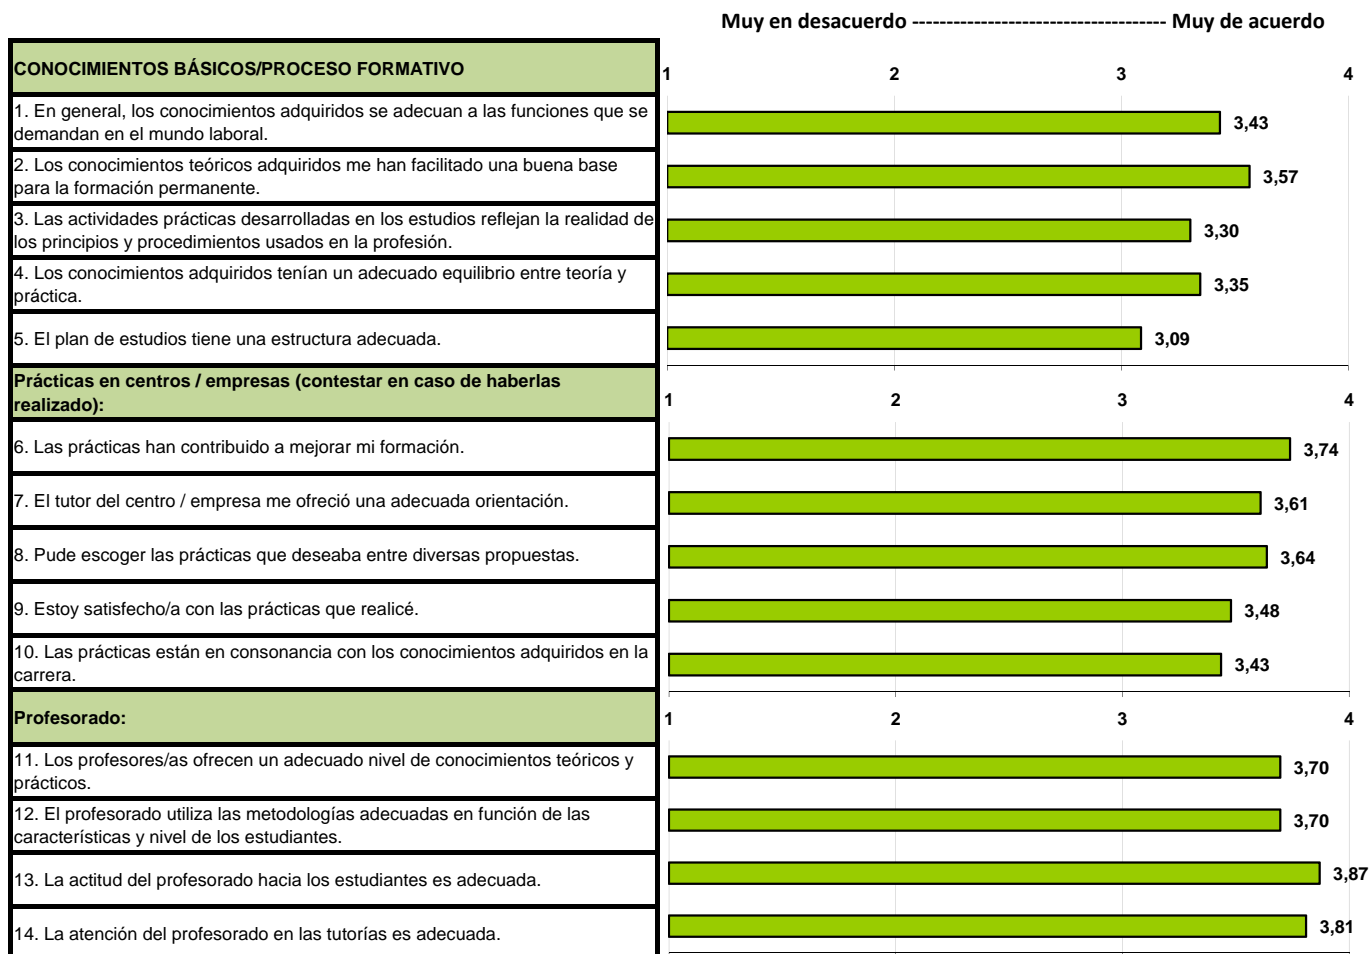 Muy en desacuerdo ------------------------------------- Muy de acuerdo
CONOCIMIENTOS BÁSICOS/PROCESO FORMATIVO
1 2 3 4
1. En general, los conocimientos adquiridos se adecuan a las funciones que se
demandan en el mundo laboral.
3,43
2. Los conocimientos teóricos adquiridos me han facilitado una buena base
para la formación permanente.
3,57
3. Las actividades prácticas desarrolladas en los estudios reflejan la realidad de
los principios y procedimientos usados en la profesión.
3,30
4. Los conocimientos adquiridos tenían un adecuado equilibrio entre teoría y
práctica.
3,35
5. El plan de estudios tiene una estructura adecuada.
3,09
Prácticas en centros / empresas (contestar en caso de haberlas
realizado):
1 2 3 4
6. Las prácticas han contribuido a mejorar mi formación.
3,74
7. El tutor del centro / empresa me ofreció una adecuada orientación.
3,61
8. Pude escoger las prácticas que deseaba entre diversas propuestas.
3,64
9. Estoy satisfecho/a con las prácticas que realicé.
3,48
10. Las prácticas están en consonancia con los conocimientos adquiridos en la
carrera.
3,43
Profesorado:
1 2 3 4
11. Los profesores/as ofrecen un adecuado nivel de conocimientos teóricos y
prácticos.
3,70
12. El profesorado utiliza las metodologías adecuadas en función de las
características y nivel de los estudiantes.
3,70
13. La actitud del profesorado hacia los estudiantes es adecuada.
3,87
14. La atención del profesorado en las tutorías es adecuada.
3,81